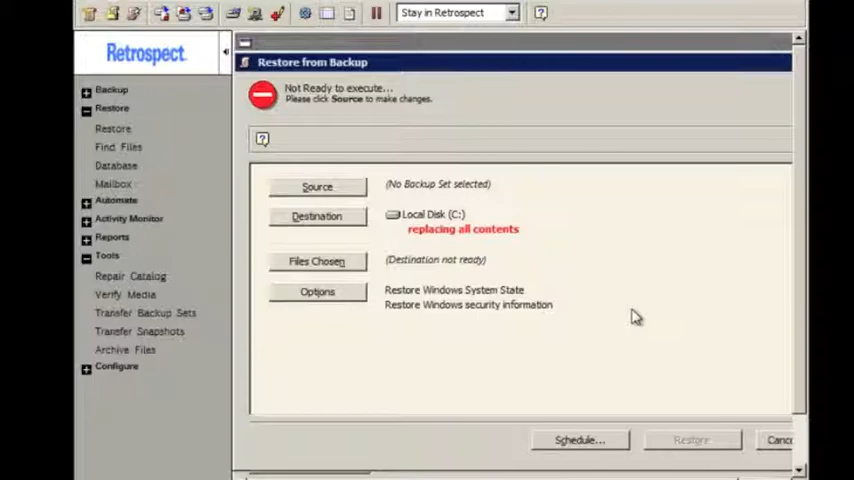 Stay in Retrospect
Retrospect
Backup
Restore
Restore
Find Files
Database
Mailbox
Automate
Activity Monitor
Reports
Tools
Repair Catalog
Verify Media
Transfer Backup Sets
Transfer Snapshots
Archive Files
Configure
Restore from Backup
Not Ready to execute...
Please click Source to make changes.
Source (No Backup Set selected)
Destination Local Disk (C:)
replacing all contents
Files Chosen (Destination not ready)
Options Restore Windows System State
Restore Windows security information
Schedule... Restore Canc